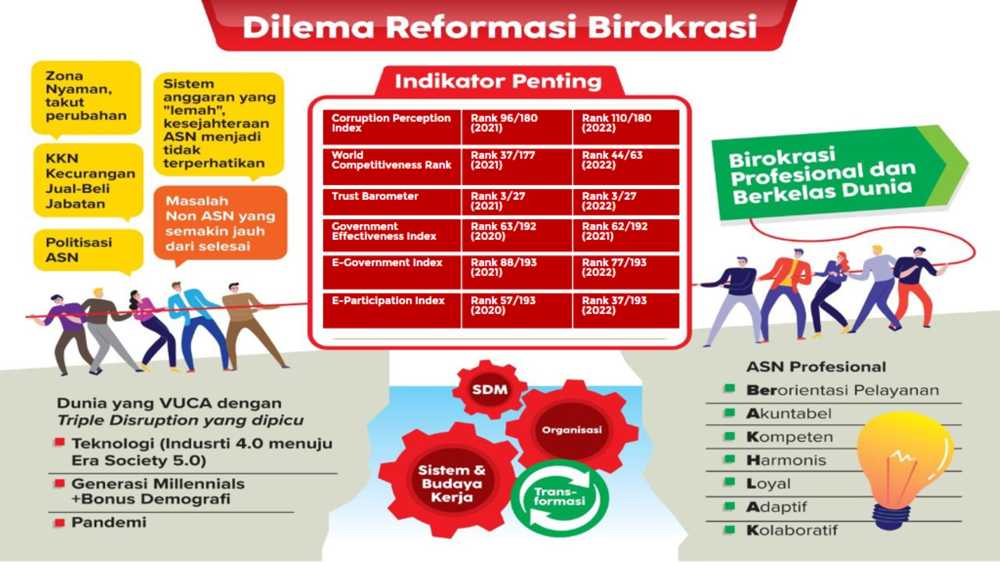 Dilema Reformasi Birokrasi
Zona
Nyaman,
takut
perubahan
Sistem
anggaran yang
"lemah",
kesejahteraan
ASN menjadi
tidak
terperhatikan
KKN
Kecurangan
Jual-Beli
Jabatan
Masalah
Non ASN yang
semakin jauh
dari selesai
Politisasi
ASN
Indikator Penting
Corruption Perception
Index
Rank 96/180
(2021)
Rank 110/180
(2022)
World
Competitiveness Rank
Rank 37/177
(2021)
Rank 44/63
(2022)
Trust Barometer
Rank 3/27
(2021)
Rank 3/27
(2022)
Government
Effectiveness Index
Rank 63/192
(2020)
Rank 62/192
(2021)
E-Government Index
Rank 88/193
(2021)
Rank 77/193
(2022)
E-Participation Index
Rank 57/193
(2020)
Rank 37/193
(2022)
Birokrasi
Profesional dan
Berkelas Dunia
Dunia yang VUCA dengan
Triple Disruption yang dipicu
Teknologi (Indusrti 4.0 menuju
Era Society 5.0)
Generasi Millennials
+Bonus Demografi
Pandemi
SDM
Organisasi
Sistem &
Budaya
Kerja
Trans-
formasi
ASN Profesional
Berorientasi Pelayanan
Akuntabel
Kompeten
Harmonis
Loyal
Adaptif
Kolaboratif